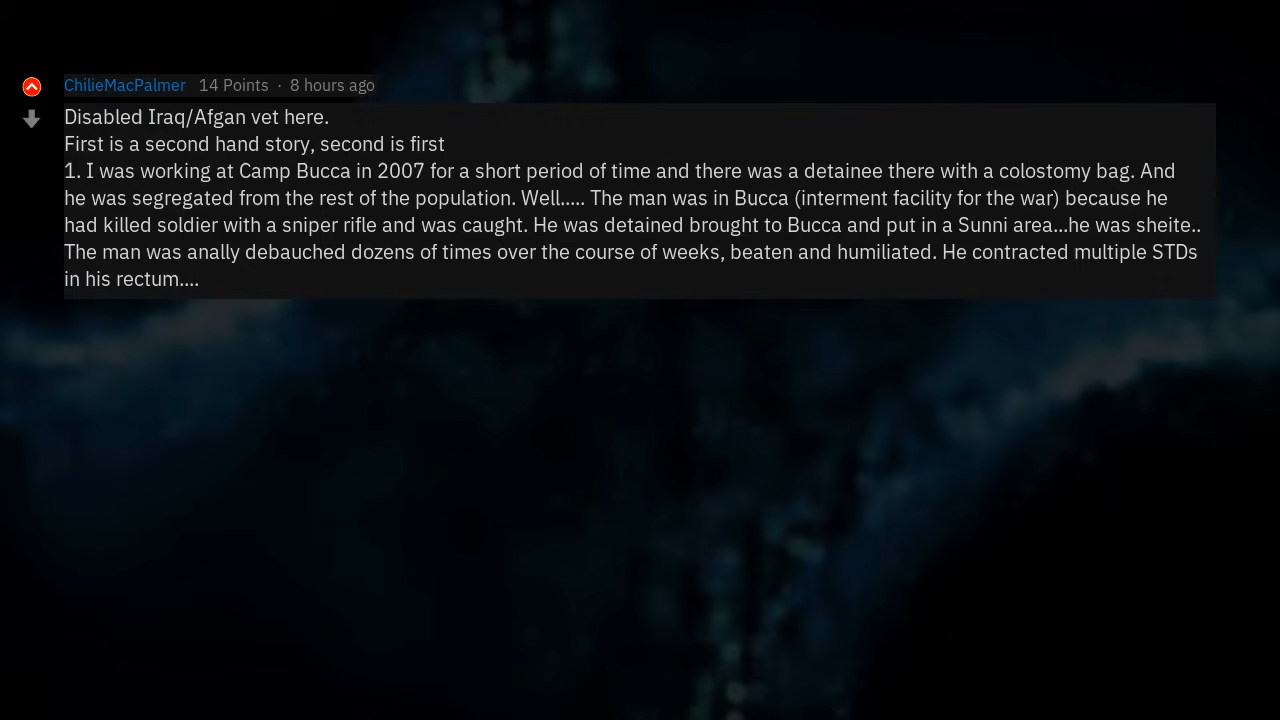 ChilieMacPalmer 14 Points · 8 hours ago
Disabled Iraq/Afgan vet here.
First is a second hand story, second is first
1. I was working at Camp Bucca in 2007 for a short period of time and there was a detainee there with a colostomy bag. And
he was segregated from the rest of the population. Well..... The man was in Bucca (interment facility for the war) because he
had killed soldier with a sniper rifle and was caught. He was detained brought to Bucca and put in a Sunni area...he was sheite..
The man was anally debauched dozens of times over the course of weeks, beaten and humiliated. He contracted multiple STDs
in his rectum....